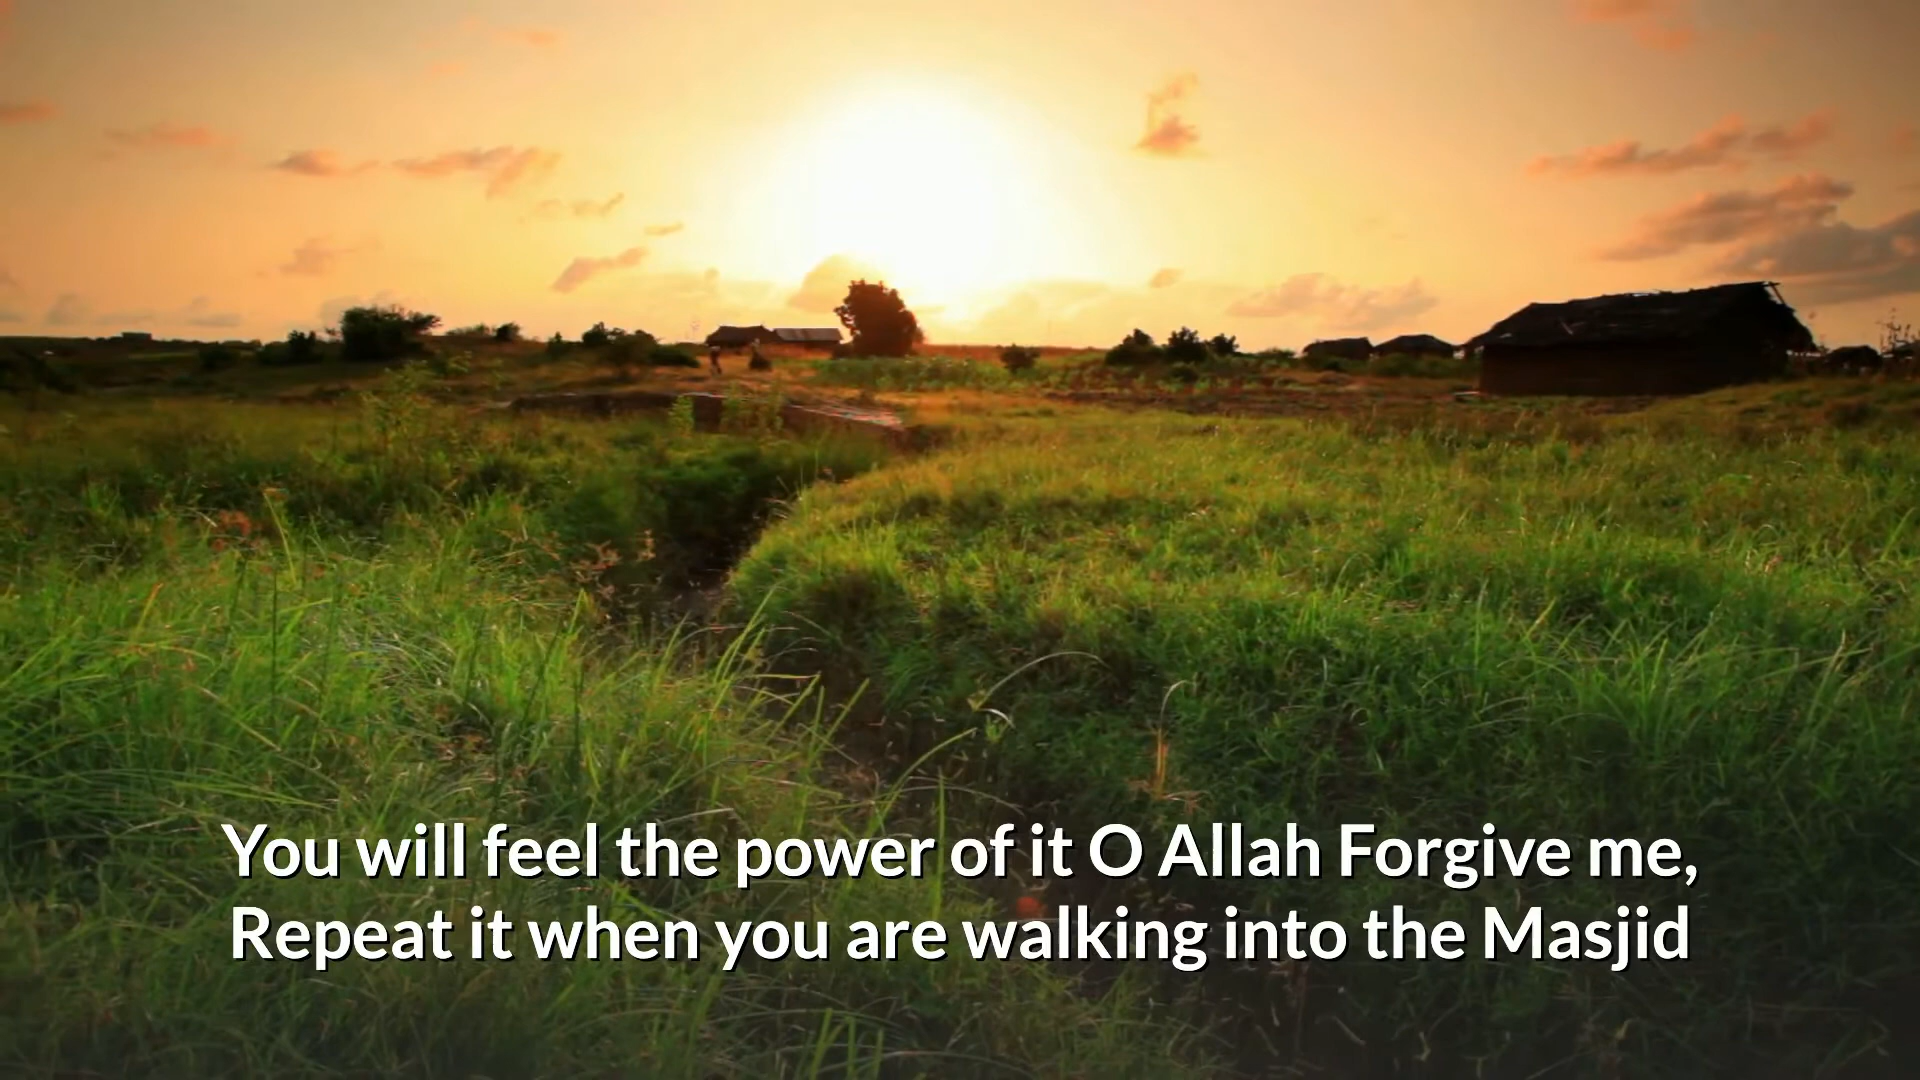 You will feel the power of it O Allah Forgive me,
Repeat it when you are walking into the Masjid